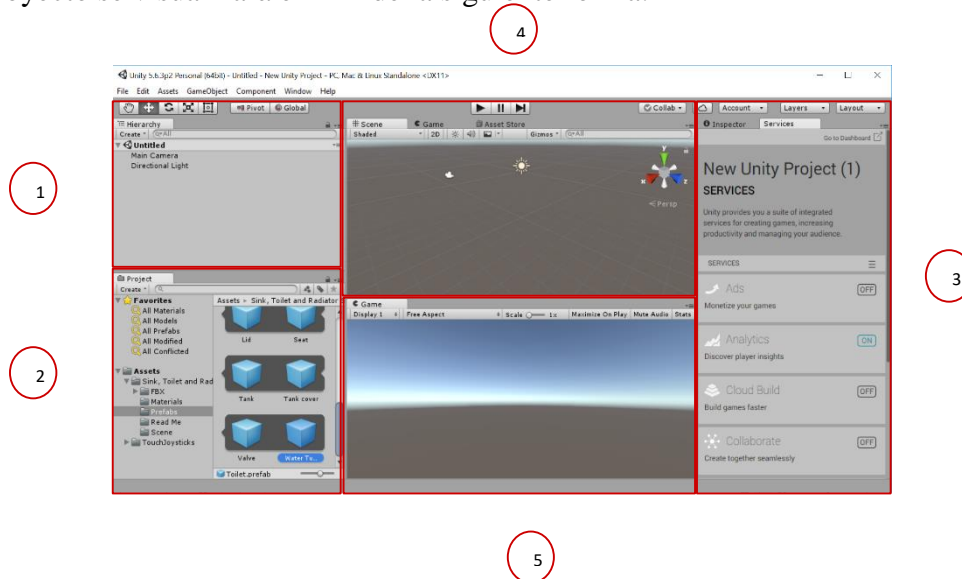 4
Unity 5.6.3p2 Personal (64bit) - Untitled - New Unity Project - PC, Mac & Linux Standalone <DX11>
File Edit Assets GameObject Component Window Help
Pivot Global
Collab
Account Layers Layout
Hierarchy
Create All
Untitled
Main Camera
Directional Light
1
Scene Game Asset Store
Shaded 2D Gizmos All
y
x z
Persp
Inspector Services
Go to Dashboard
New Unity Project (1)
SERVICES
Unity provides you a suite of integrated
services for creating games, increasing
productivity and managing your audience.
SERVICES
Ads OFF
Monetize your games
Analytics ON
Discover player insights
Cloud Build OFF
Build games faster
Collaborate OFF
Create together seamlessly
3
Project
Create
Favorites
All Materials
All Models
All Prefabs
All Modified
All Conflicted
Assets
Sink, Toilet and Rad
FBX
Materials
Prefabs
Read Me
Scene
TouchJoysticks
2
Assets ▸ Sink, Toilet and Radiator
Lid Seat
Tank Tank cover
Valve Water To...
Toilet.prefab
Game
Display 1 Free Aspect Scale 1x Maximize On Play Mute Audio Stats
5